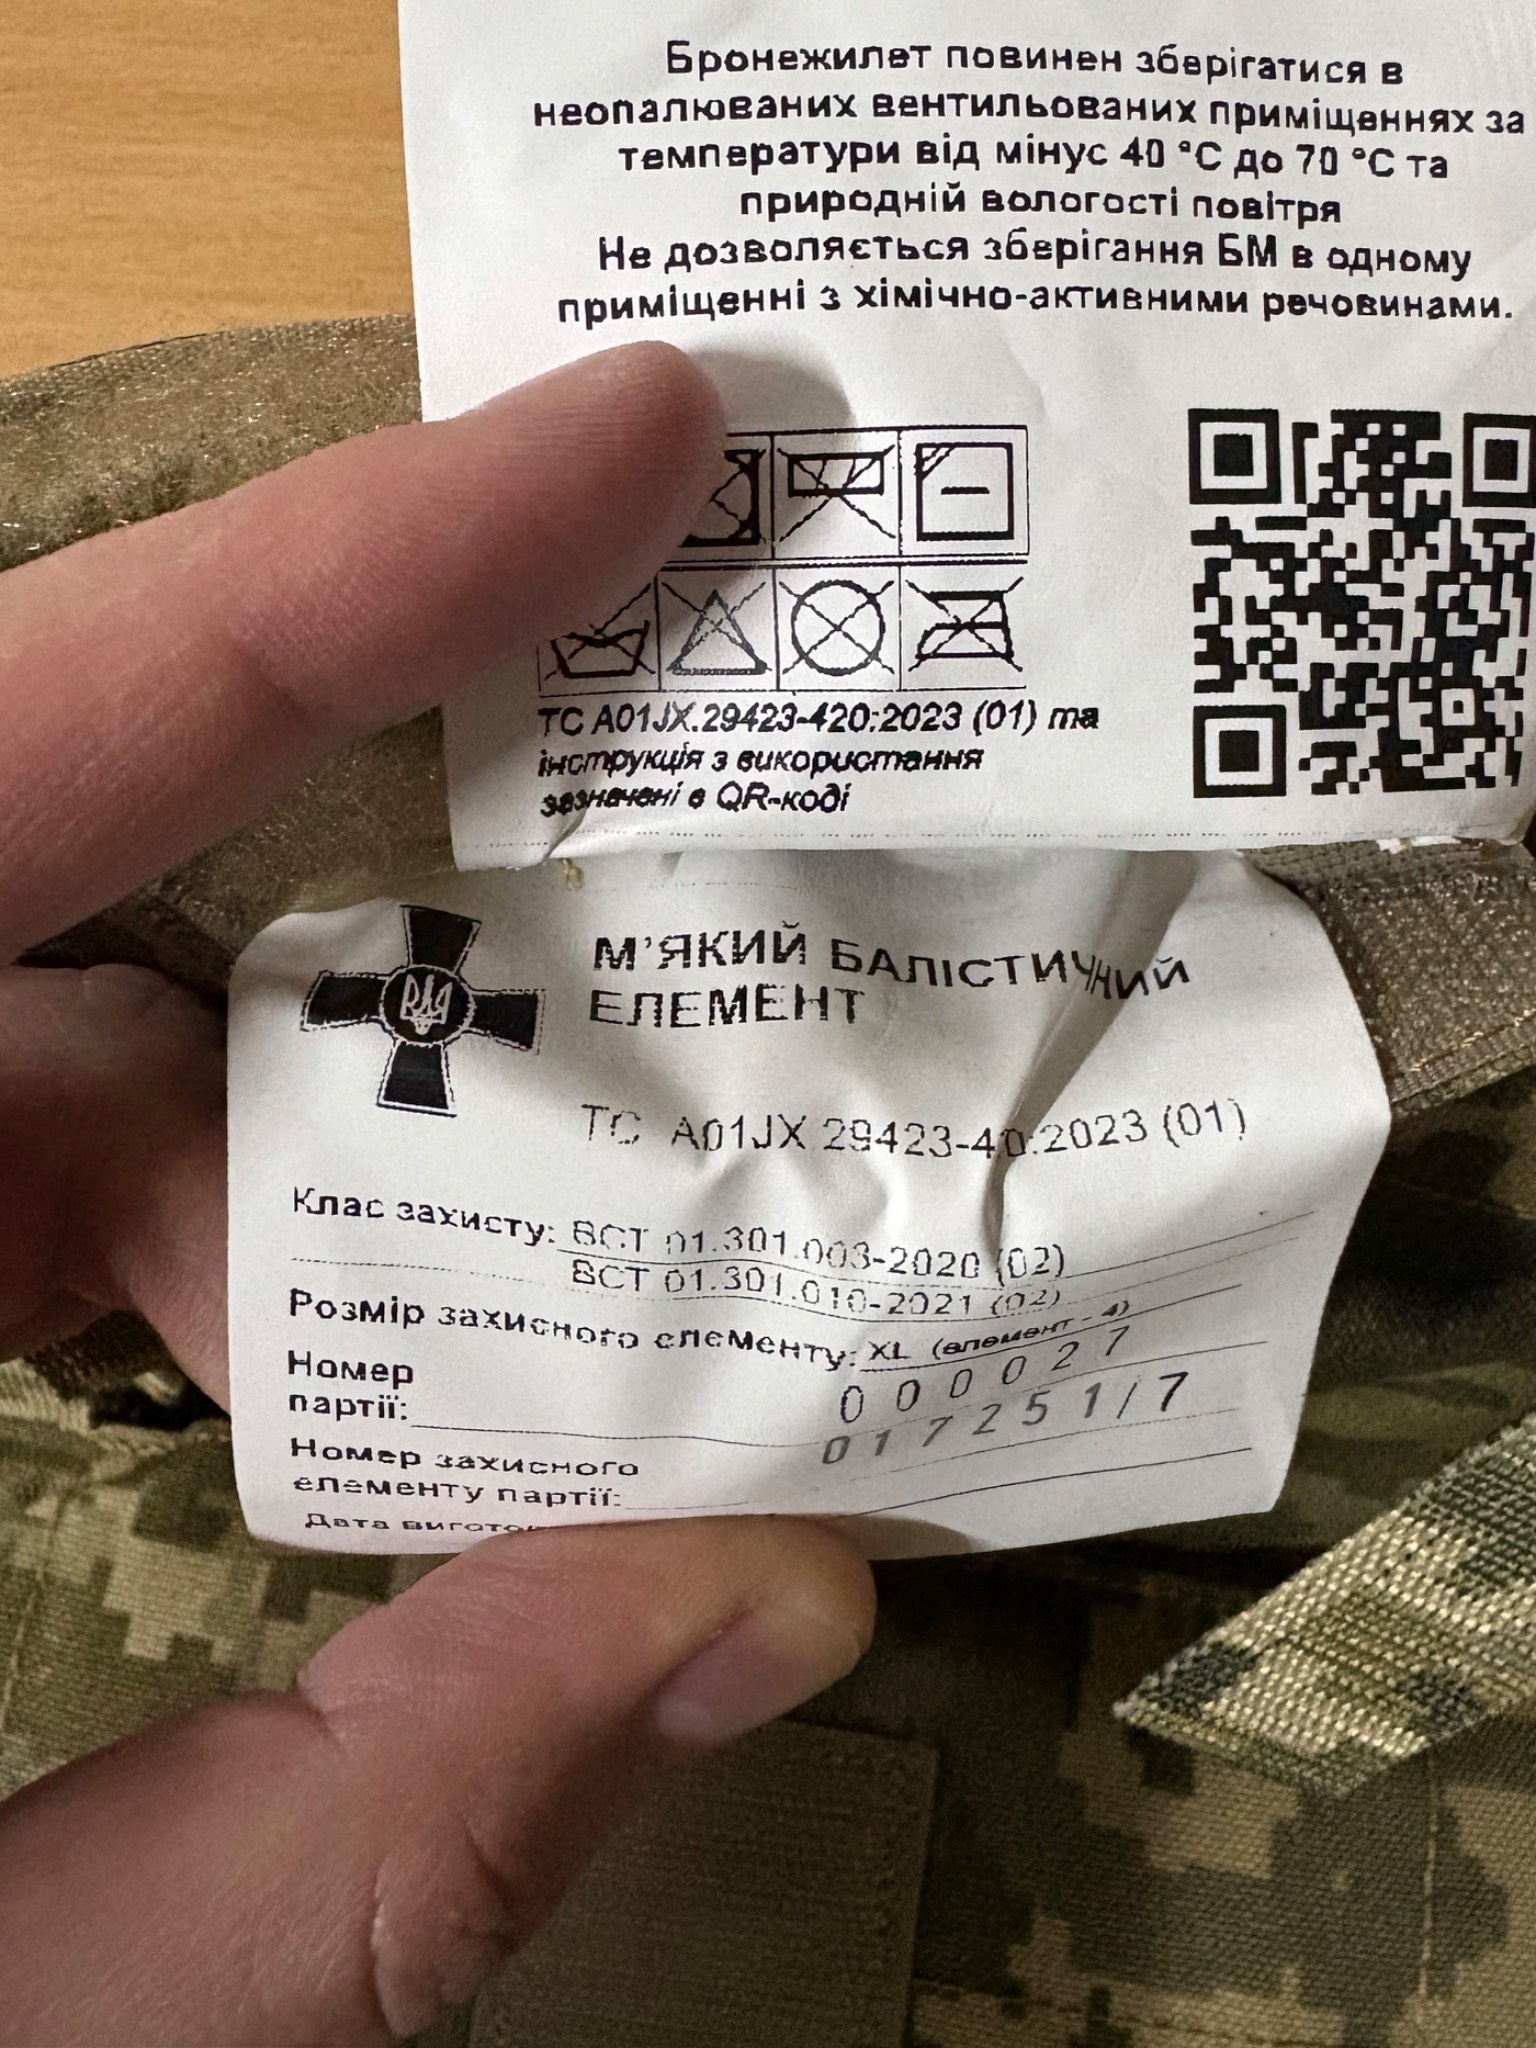 Бронежилет повинен зберігатися в
неопалюваних вентильованих приміщеннях за
температури від мінус 40 °C до 70 °C та
природній вологості повітря
Не дозволяється зберігання БМ в одному
приміщенні з хімічно-активними речовинами.
ТС А01JX.29423-420:2023 (01) та
інструкція з використання
зазначені в QR-коді
М'ЯКИЙ БАЛІСТИЧНИЙ
ЕЛЕМЕНТ
ТС А01JX 29423-40:2023 (01)
Клас захисту: ВСТ 01.301.003-2020 (02)
ВСТ 01.301.010-2021 (02)
Розмір захисного елементу: XL (елемент - 4)
Номер
партії: 000027
Номер захисного 017251/7
елементу партії:
Дата